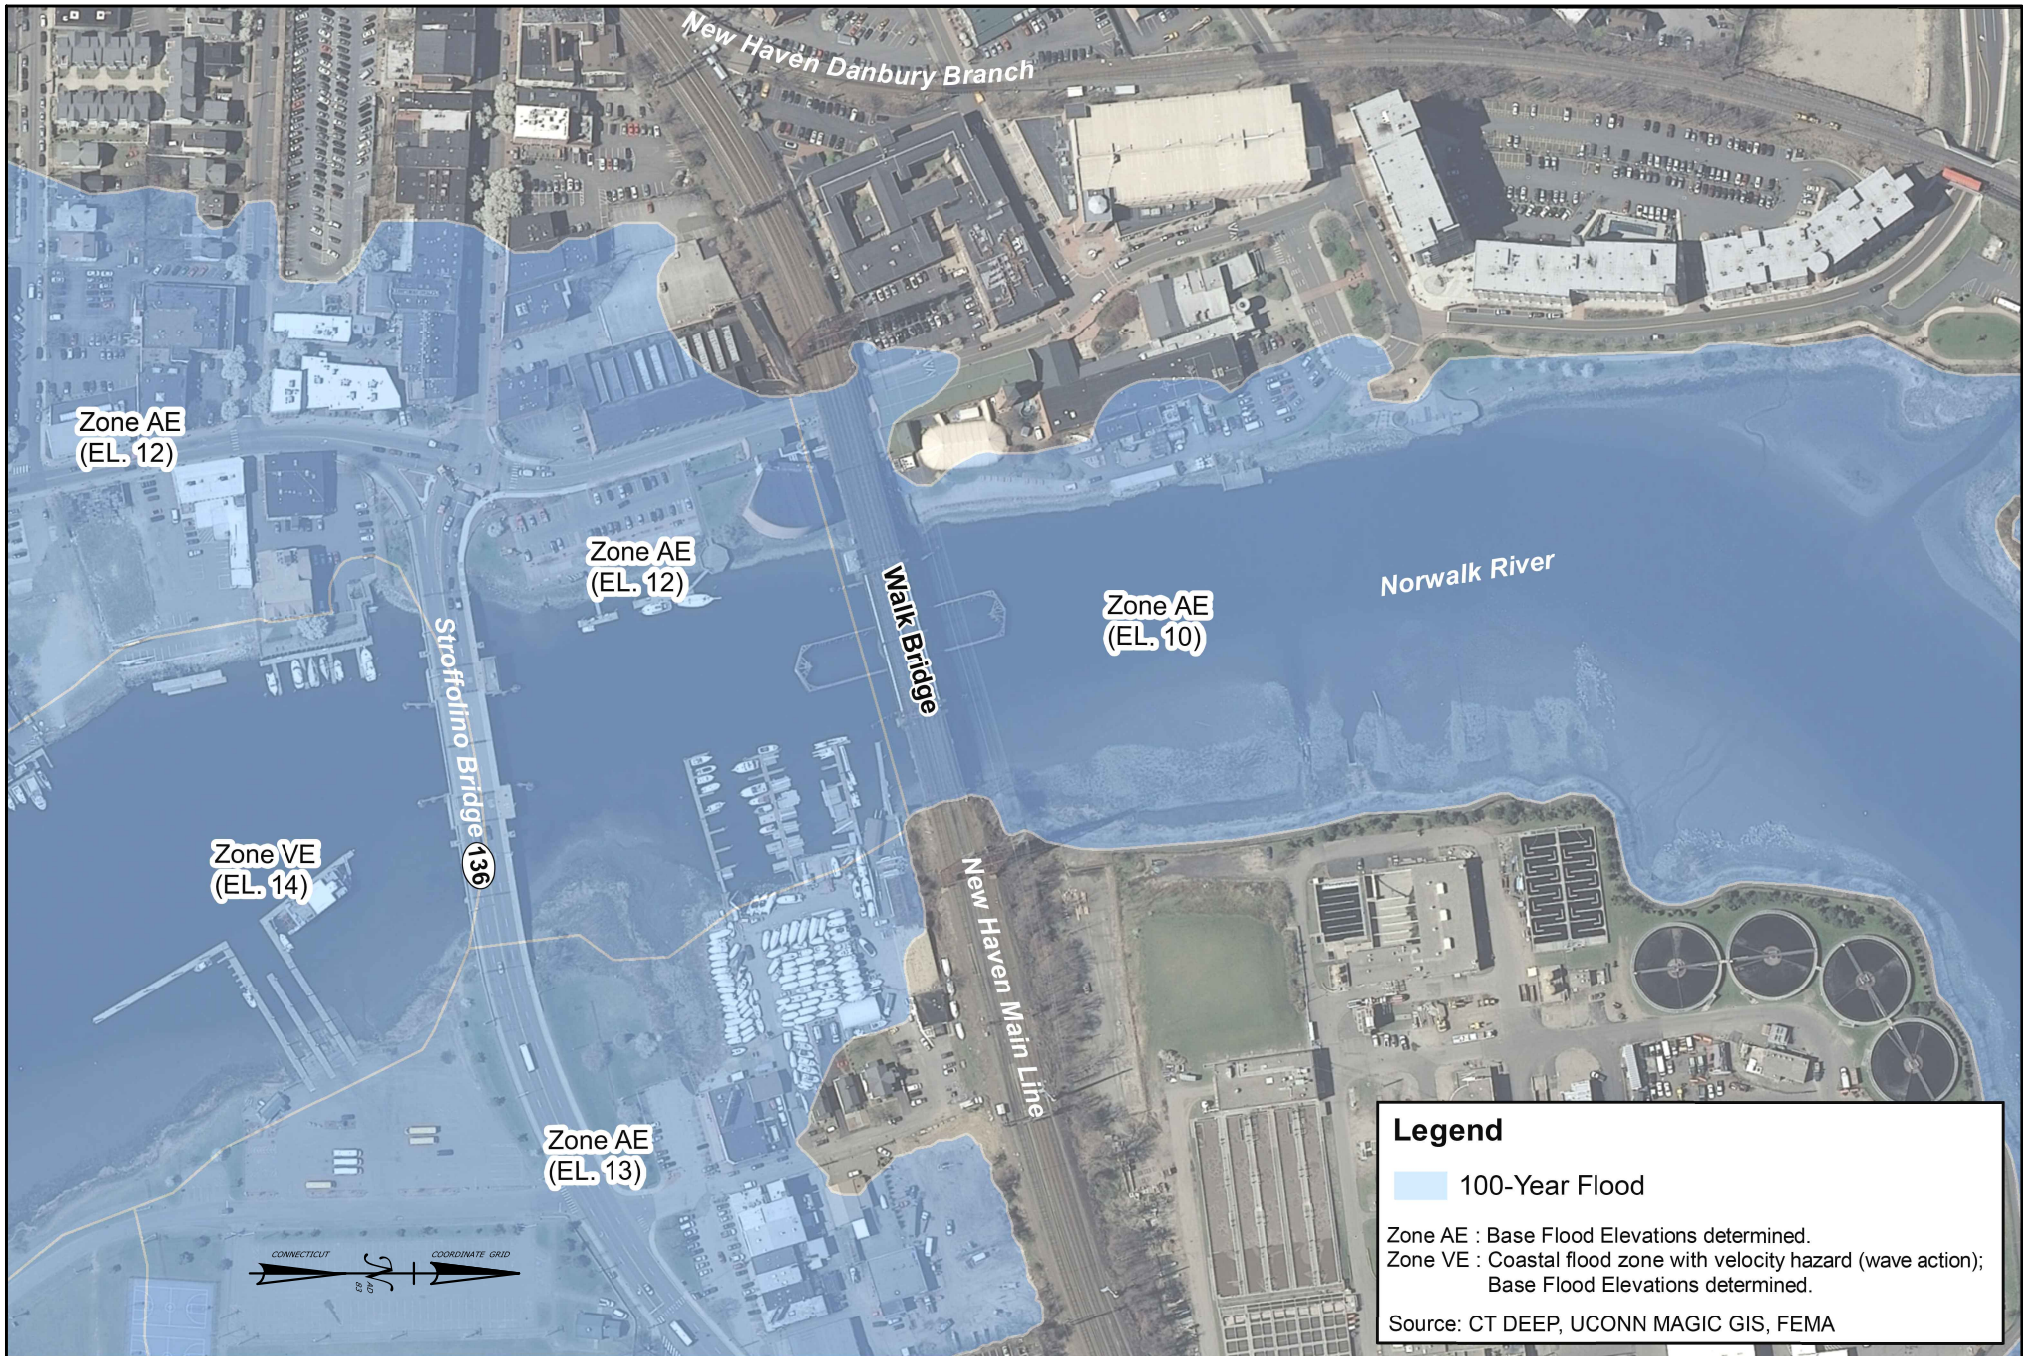 New Haven Danbury Branch
Zone AE
(EL. 12)
Zone AE
(EL. 12)
Walk Bridge
Zone AE
(EL. 10)
Norwalk River
Stroffofino Bridge
136
Zone VE
(EL. 14)
New Haven Main Line
Zone AE
(EL. 13)
CONNECTICUT
COORDINATE GRID
N
AD
83
Legend
100-Year Flood
Zone AE : Base Flood Elevations determined.
Zone VE : Coastal flood zone with velocity hazard (wave action);
Base Flood Elevations determined.
Source: CT DEEP, UCONN MAGIC GIS, FEMA